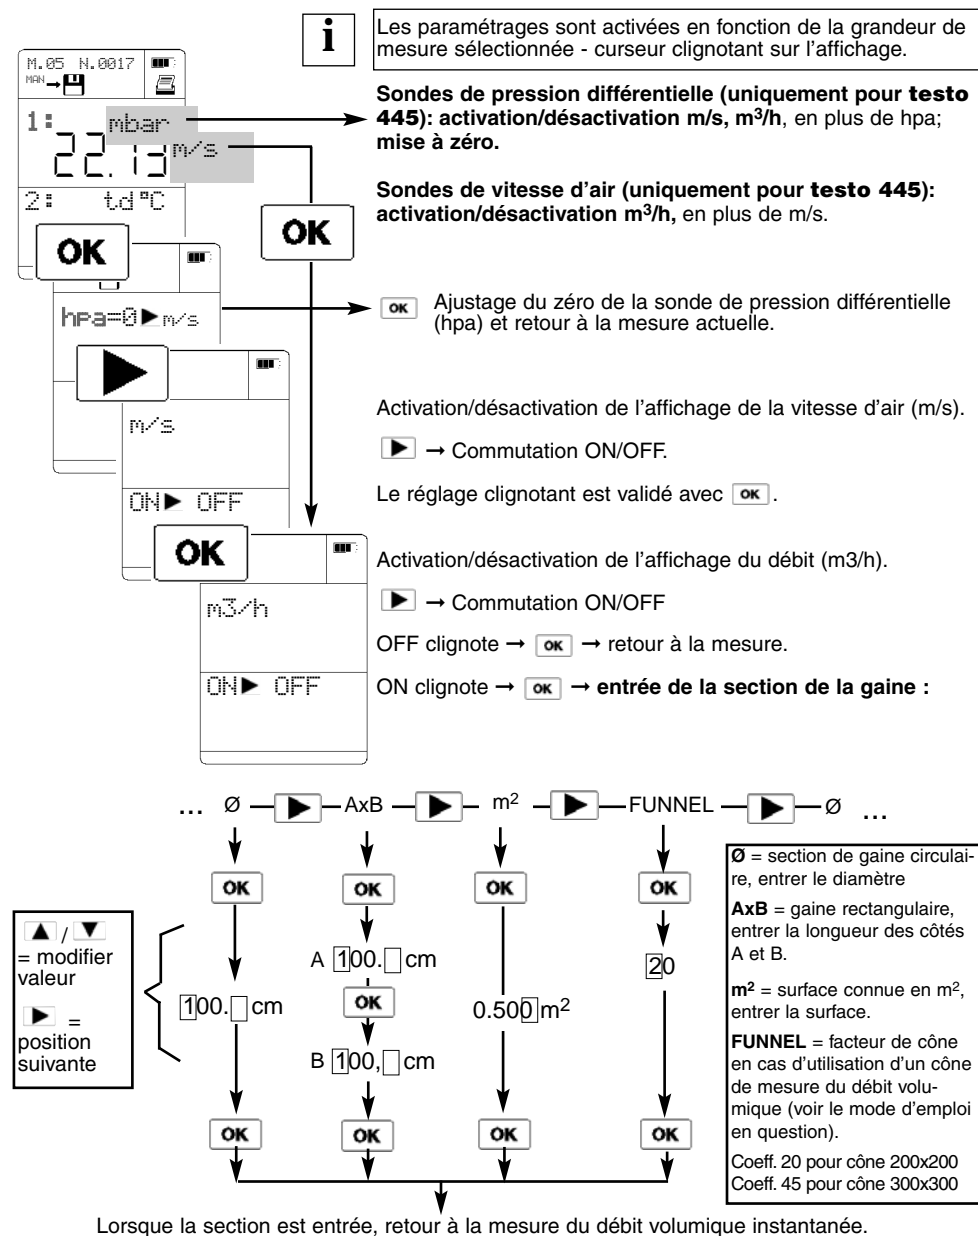 i
Les paramétrages sont activées en fonction de la grandeur de
mesure sélectionnée - curseur clignotant sur l'affichage.
M.05 N.0017
MAN
1:
mbar
22.13
m/s
2: td °C
OK
OK
Sondes de pression différentielle (uniquement pour testo
445): activation/désactivation m/s, m³/h, en plus de hpa;
mise à zéro.
Sondes de vitesse d'air (uniquement pour testo 445):
activation/désactivation m³/h, en plus de m/s.
hpa=0▶m/s
OK Ajustage du zéro de la sonde de pression différentielle
(hpa) et retour à la mesure actuelle.
▶
m/s
ON▶ OFF
Activation/désactivation de l'affichage de la vitesse d'air (m/s).
▶ → Commutation ON/OFF.
Le réglage clignotant est validé avec OK .
OK
m3/h
ON▶ OFF
Activation/désactivation de l'affichage du débit (m3/h).
▶ → Commutation ON/OFF
OFF clignote → OK → retour à la mesure.
ON clignote → OK → entrée de la section de la gaine :
... Ø ▶ AxB ▶ m² ▶ FUNNEL ▶ Ø ...
OK OK OK OK
▲ / ▼
= modifier
valeur
▶ =
position
suivante
100. cm
A 100. cm
OK
B 100, cm
0.500 m²
20
OK OK OK OK
Ø = section de gaine circulai-
re, entrer le diamètre
AxB = gaine rectangulaire,
entrer la longueur des côtés
A et B.
m² = surface connue en m²,
entrer la surface.
FUNNEL = facteur de cône
en cas d'utilisation d'un cône
de mesure du débit volu-
mique (voir le mode d'emploi
en question).
Coeff. 20 pour cône 200x200
Coeff. 45 pour cône 300x300
Lorsque la section est entrée, retour à la mesure du débit volumique instantanée.